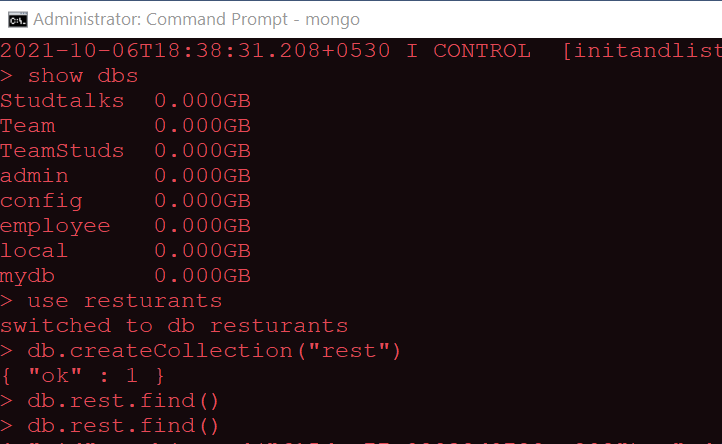 Administrator: Command Prompt - mongo
2021-10-06T18:38:31.208+0530 I CONTROL  [initandlist
> show dbs
Studtalks  0.000GB
Team       0.000GB
TeamStuds  0.000GB
admin      0.000GB
config     0.000GB
employee   0.000GB
local      0.000GB
mydb       0.000GB
> use resturants
switched to db resturants
> db.createCollection("rest")
{ "ok" : 1 }
> db.rest.find()
> db.rest.find()